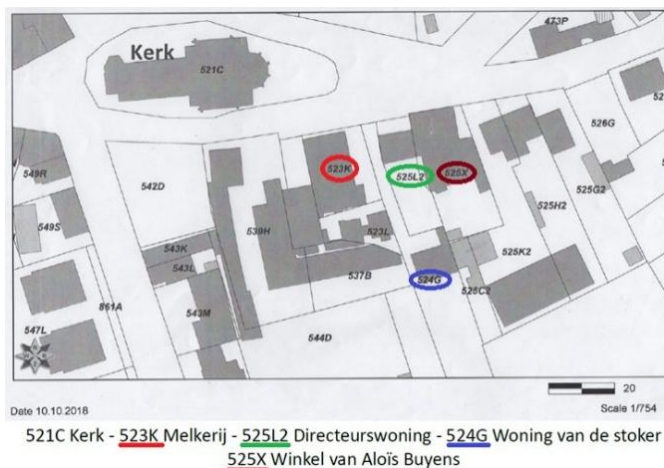 473P
Kerk
521C
526G
549R
542D
523K
525L2
525X
525G2
549S
543K
539H
523L
525H2
543L
537B
525K2
524G
525C2
861A
543M
547L
544D
20
Date 10.10.2018
Scale 1/754
521C Kerk - 523K Melkerij - 525L2 Directeurswoning - 524G Woning van de stoker
525X Winkel van Aloïs Buyens